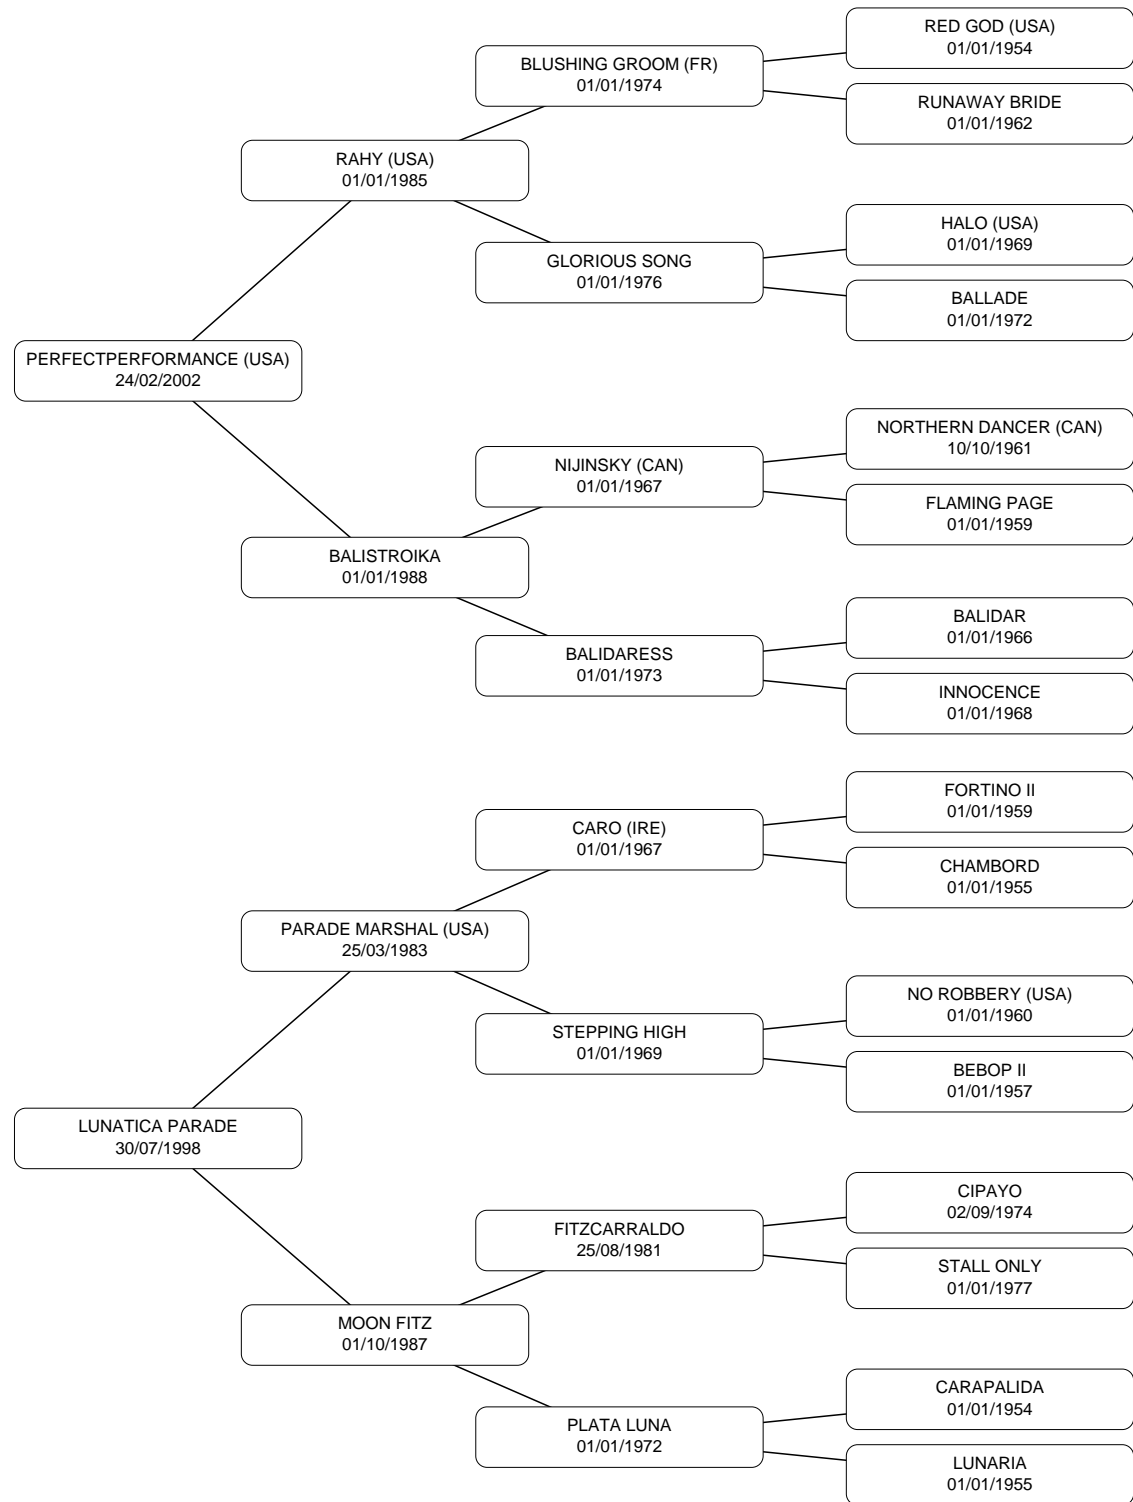 RED GOD (USA)
01/01/1954
BLUSHING GROOM (FR)
01/01/1974
RUNAWAY BRIDE
01/01/1962
RAHY (USA)
01/01/1985
HALO (USA)
01/01/1969
GLORIOUS SONG
01/01/1976
BALLADE
01/01/1972
PERFECTPERFORMANCE (USA)
24/02/2002
NORTHERN DANCER (CAN)
10/10/1961
NIJINSKY (CAN)
01/01/1967
FLAMING PAGE
01/01/1959
BALISTROIKA
01/01/1988
BALIDAR
01/01/1966
BALIDARESS
01/01/1973
INNOCENCE
01/01/1968
FORTINO II
01/01/1959
CARO (IRE)
01/01/1967
CHAMBORD
01/01/1955
PARADE MARSHAL (USA)
25/03/1983
NO ROBBERY (USA)
01/01/1960
STEPPING HIGH
01/01/1969
BEBOP II
01/01/1957
LUNATICA PARADE
30/07/1998
CIPAYO
02/09/1974
FITZCARRALDO
25/08/1981
STALL ONLY
01/01/1977
MOON FITZ
01/10/1987
CARAPALIDA
01/01/1954
PLATA LUNA
01/01/1972
LUNARIA
01/01/1955